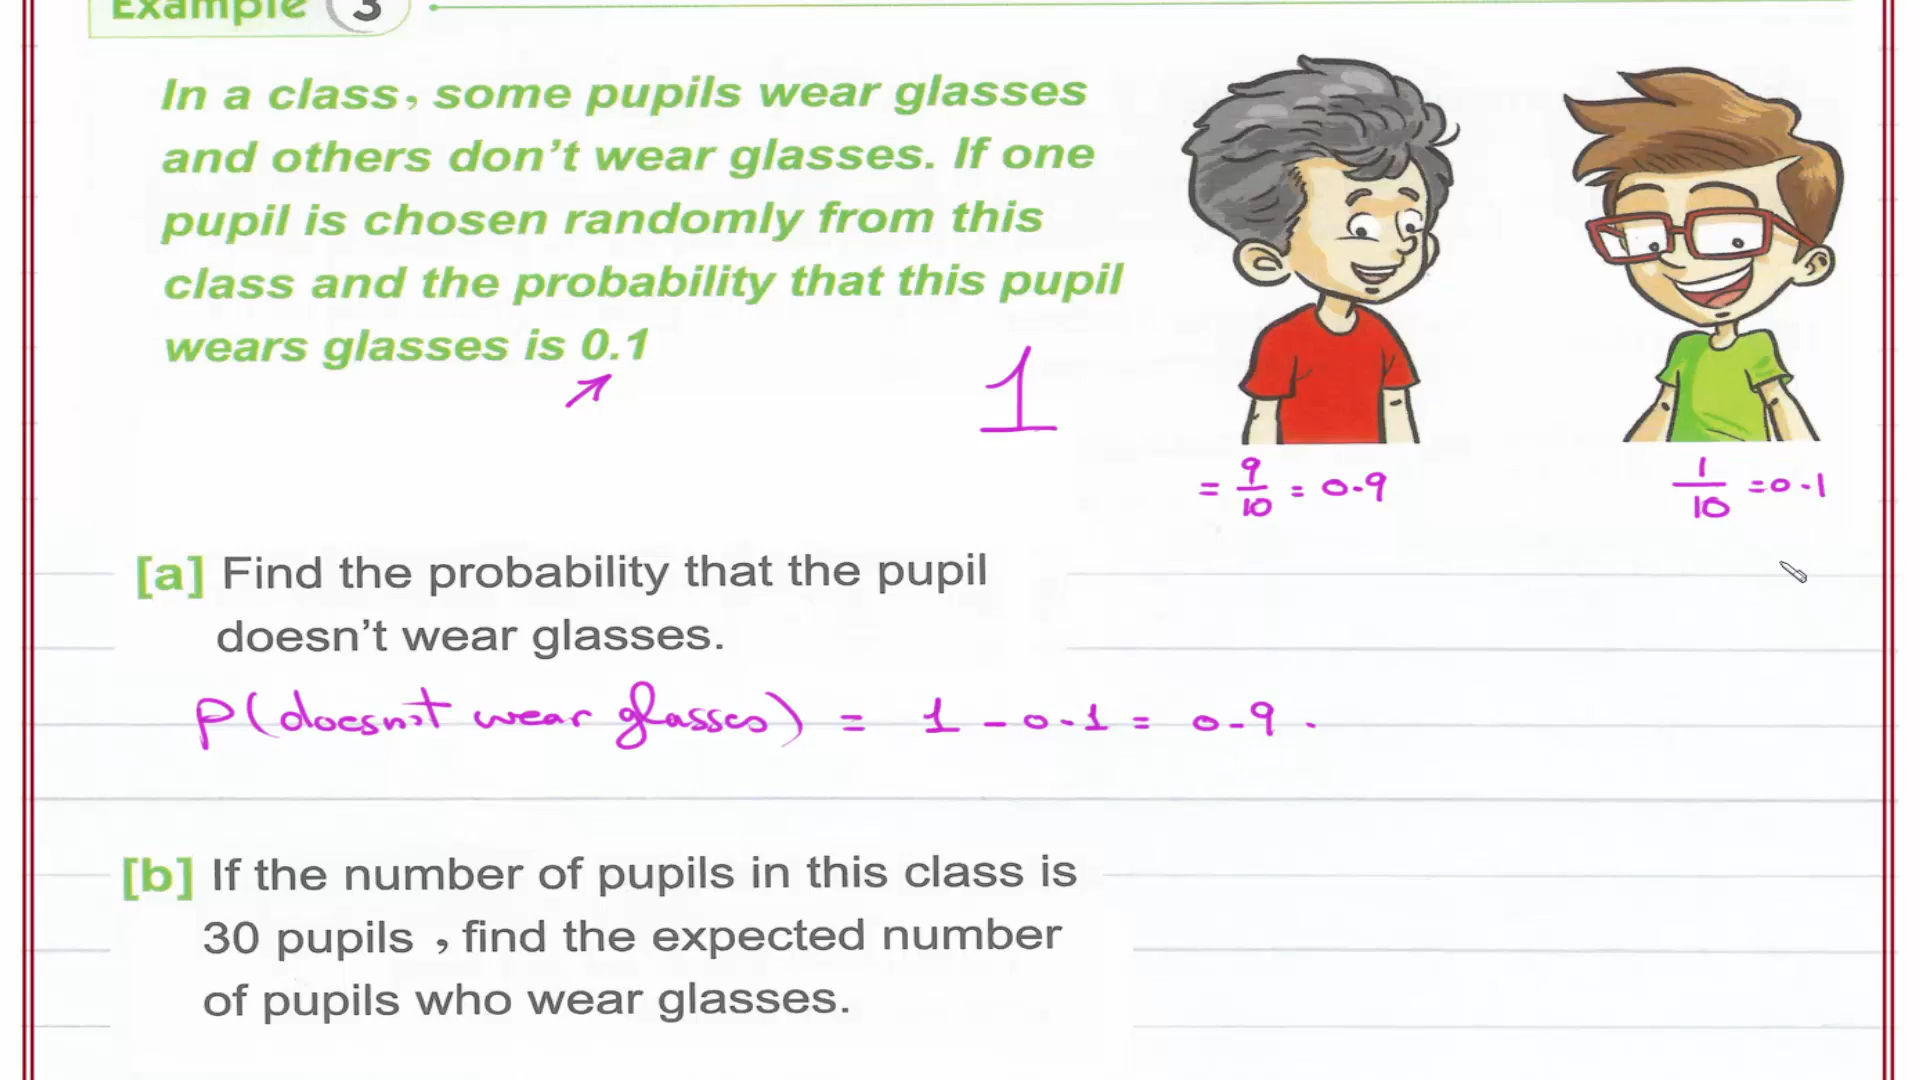 Example 3
In a class, some pupils wear glasses
and others don't wear glasses. If one
pupil is chosen randomly from this
class and the probability that this pupil
wears glasses is 0.1
1
= 9/10 = 0.9
1/10 = 0.1
[a] Find the probability that the pupil
doesn't wear glasses.
P(doesn't wear glasses) = 1 - 0.1 = 0.9.
[b] If the number of pupils in this class is
30 pupils, find the expected number
of pupils who wear glasses.